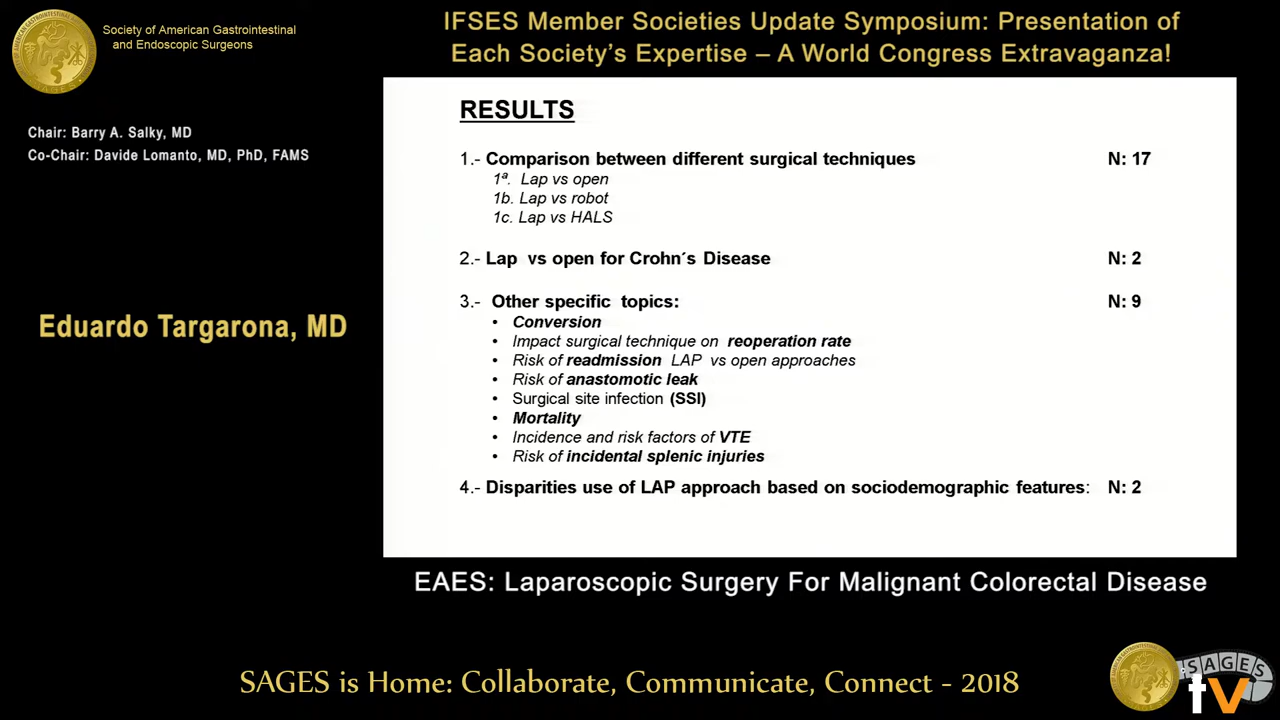 Society of American Gastrointestinal
and Endoscopic Surgeons
IFSES Member Societies Update Symposium: Presentation of
Each Society's Expertise – A World Congress Extravaganza!
Chair: Barry A. Salky, MD
Co-Chair: Davide Lomanto, MD, PhD, FAMS
Eduardo Targarona, MD
RESULTS
1.- Comparison between different surgical techniques N: 17
1ª. Lap vs open
1b. Lap vs robot
1c. Lap vs HALS
2.- Lap vs open for Crohn´s Disease N: 2
3.- Other specific topics: N: 9
• Conversion
• Impact surgical technique on reoperation rate
• Risk of readmission LAP vs open approaches
• Risk of anastomotic leak
• Surgical site infection (SSI)
• Mortality
• Incidence and risk factors of VTE
• Risk of incidental splenic injuries
4.- Disparities use of LAP approach based on sociodemographic features: N: 2
EAES: Laparoscopic Surgery For Malignant Colorectal Disease
SAGES is Home: Collaborate, Communicate, Connect - 2018
SAGES
tv